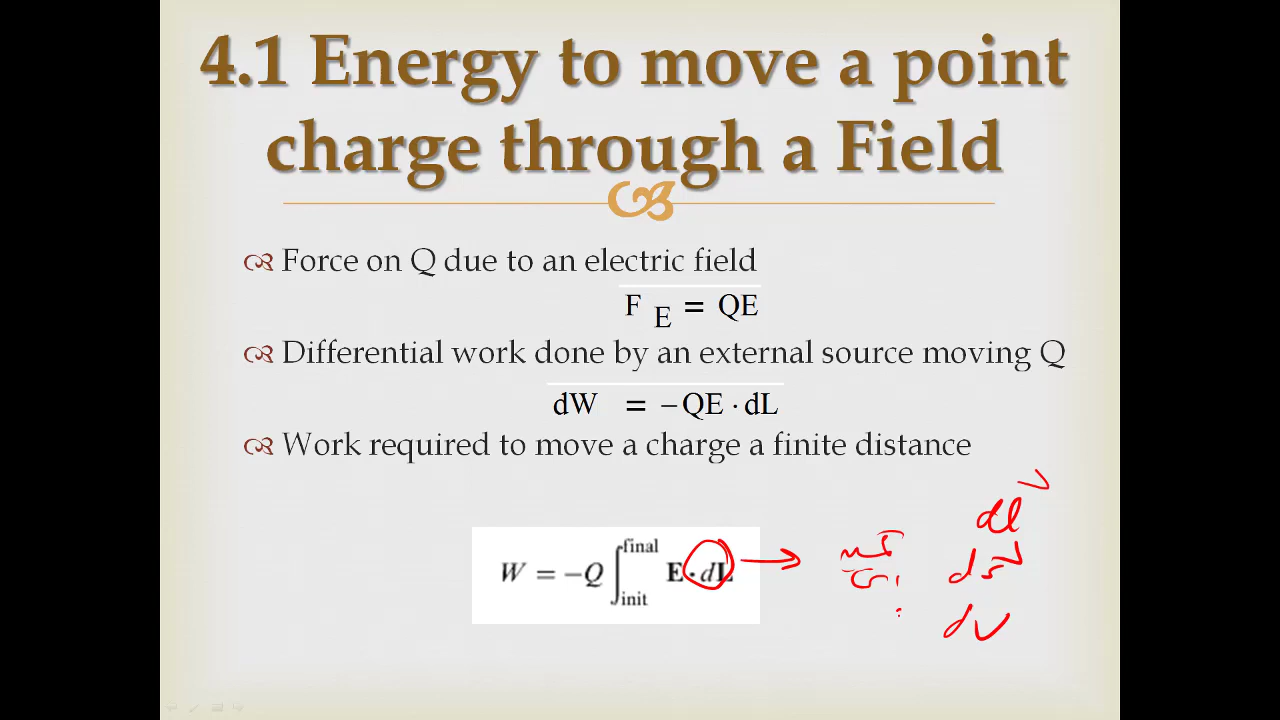 4.1 Energy to move a point
charge through a Field
Force on Q due to an electric field
F E = QE
Differential work done by an external source moving Q
dW = −QE · dL
Work required to move a charge a finite distance
W = −Q ∫ final init E · dL
dl
ds
dv